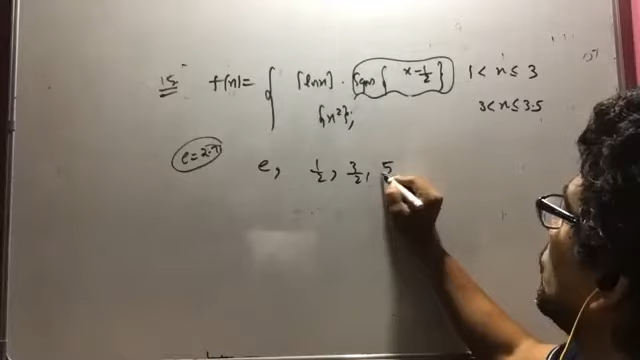 15. f(x) = { [lnx] · sgn { x-1/2 } 1 < x ≤ 3
{x²}; 3 < x ≤ 3.5
e=2.7
e, 1/2, 3/2, 5